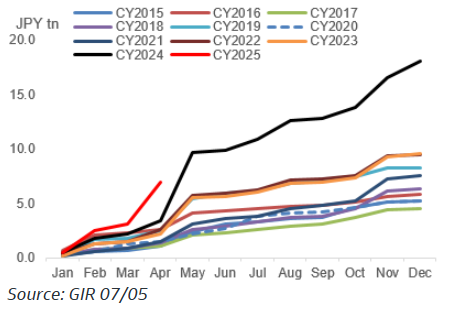 JPY tn
CY2015 CY2016 CY2017
CY2018 CY2019 CY2020
CY2021 CY2022 CY2023
CY2024 CY2025
20.0
15.0
10.0
5.0
0.0
Jan Feb Mar Apr May Jun Jul Aug Sep Oct Nov Dec
Source: GIR 07/05